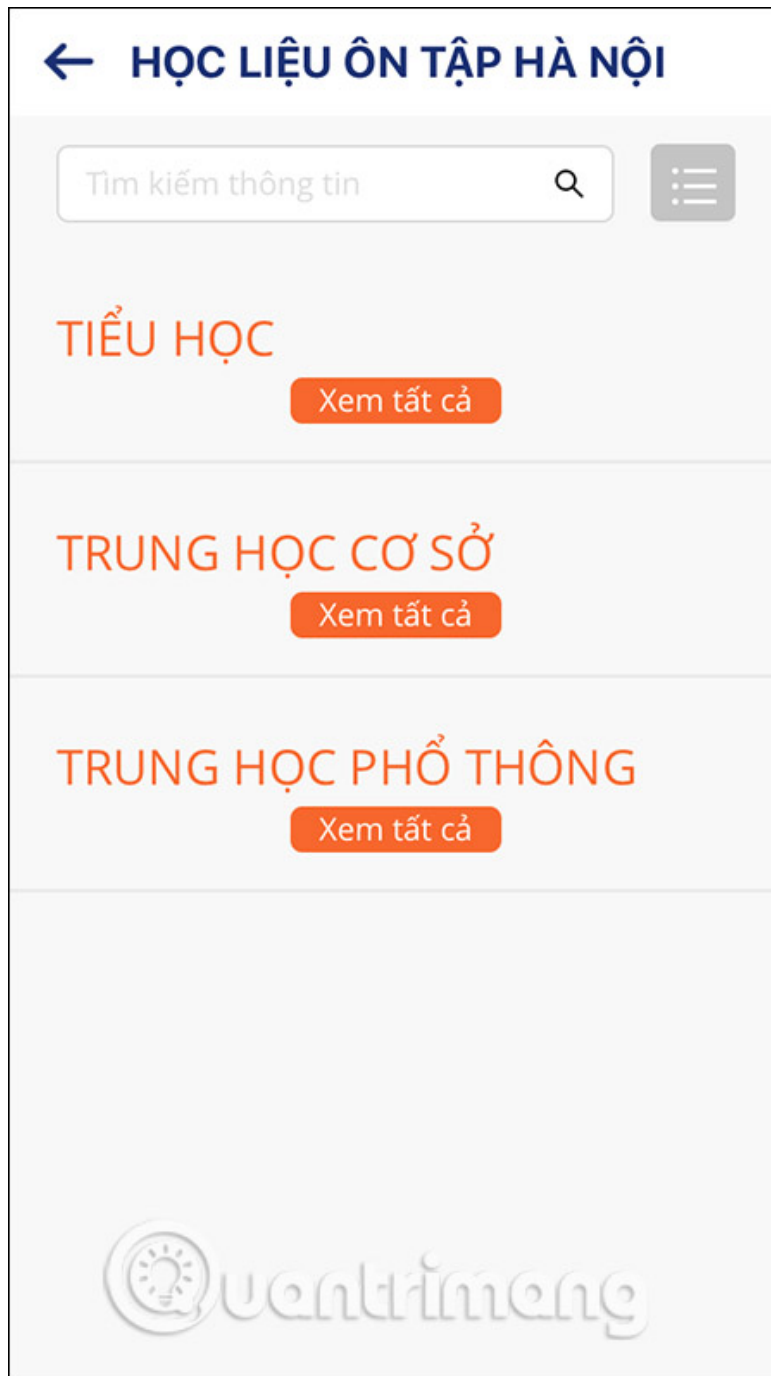 HỌC LIỆU ÔN TẬP HÀ NỘI
Tìm kiếm thông tin
TIỂU HỌC
Xem tất cả
TRUNG HỌC CƠ SỞ
Xem tất cả
TRUNG HỌC PHỔ THÔNG
Xem tất cả
Quantrimang